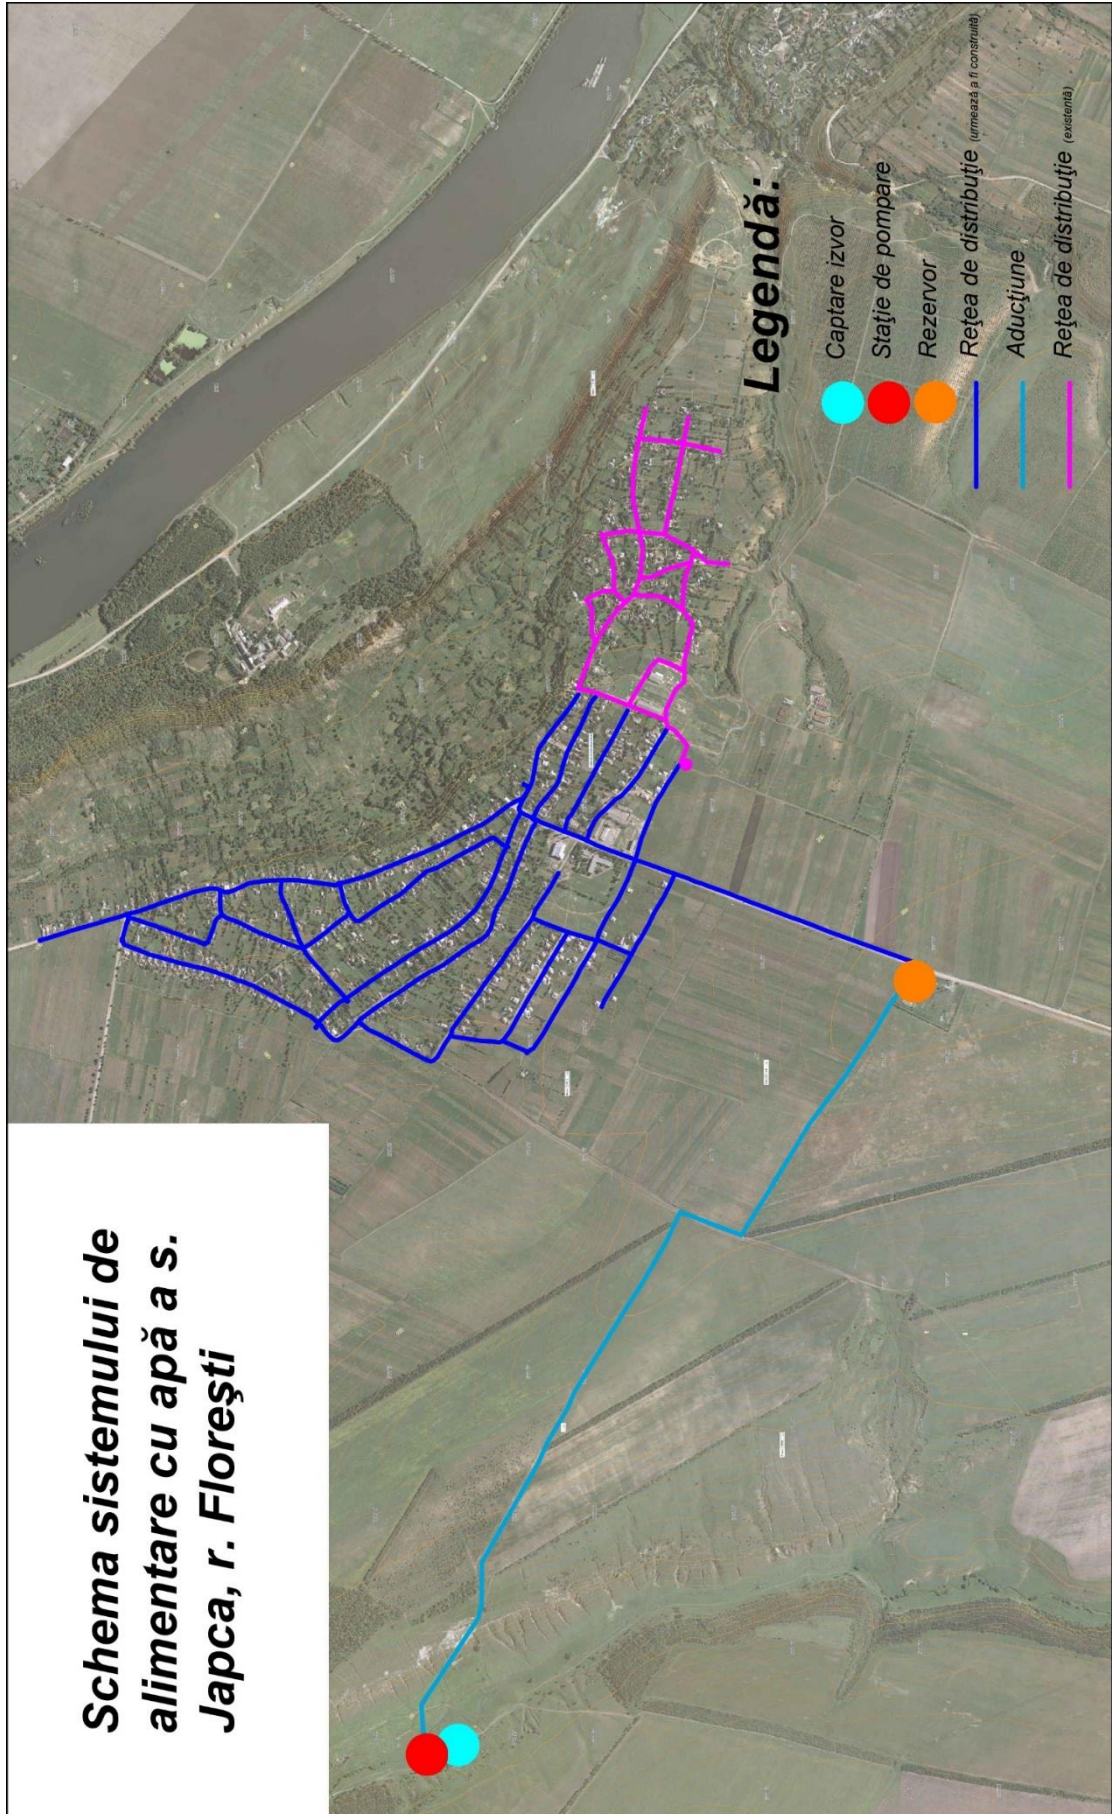 Schema sistemului de
alimentare cu apă a s.
Japca, r. Floreşti
Legendă:
Captare izvor
Staţie de pompare
Rezervor
Reţea de distribuţie (urmează a fi construită)
Aducţiune
Reţea de distribuţie (existentă)